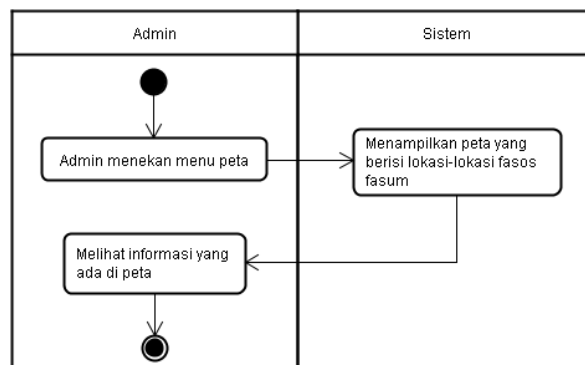 Admin
Sistem
Admin menekan menu peta
Menampilkan peta yang
berisi lokasi-lokasi fasos
fasum
Melihat informasi yang
ada di peta